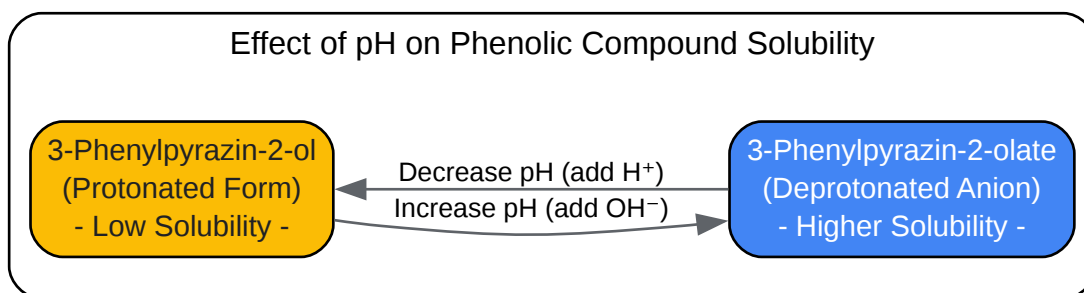 Effect of pH on Phenolic Compound Solubility
3-Phenylpyrazin-2-ol
(Protonated Form)
- Low Solubility -
Decrease pH (add H⁺)
Increase pH (add OH⁻)
3-Phenylpyrazin-2-olate
(Deprotonated Anion)
- Higher Solubility -